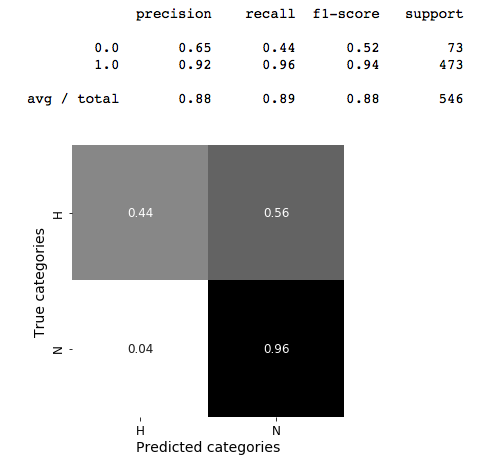 precision recall f1-score support
0.0 0.65 0.44 0.52 73
1.0 0.92 0.96 0.94 473
avg / total 0.88 0.89 0.88 546
True categories
H 0.44 0.56
N 0.04 0.96
H N
Predicted categories